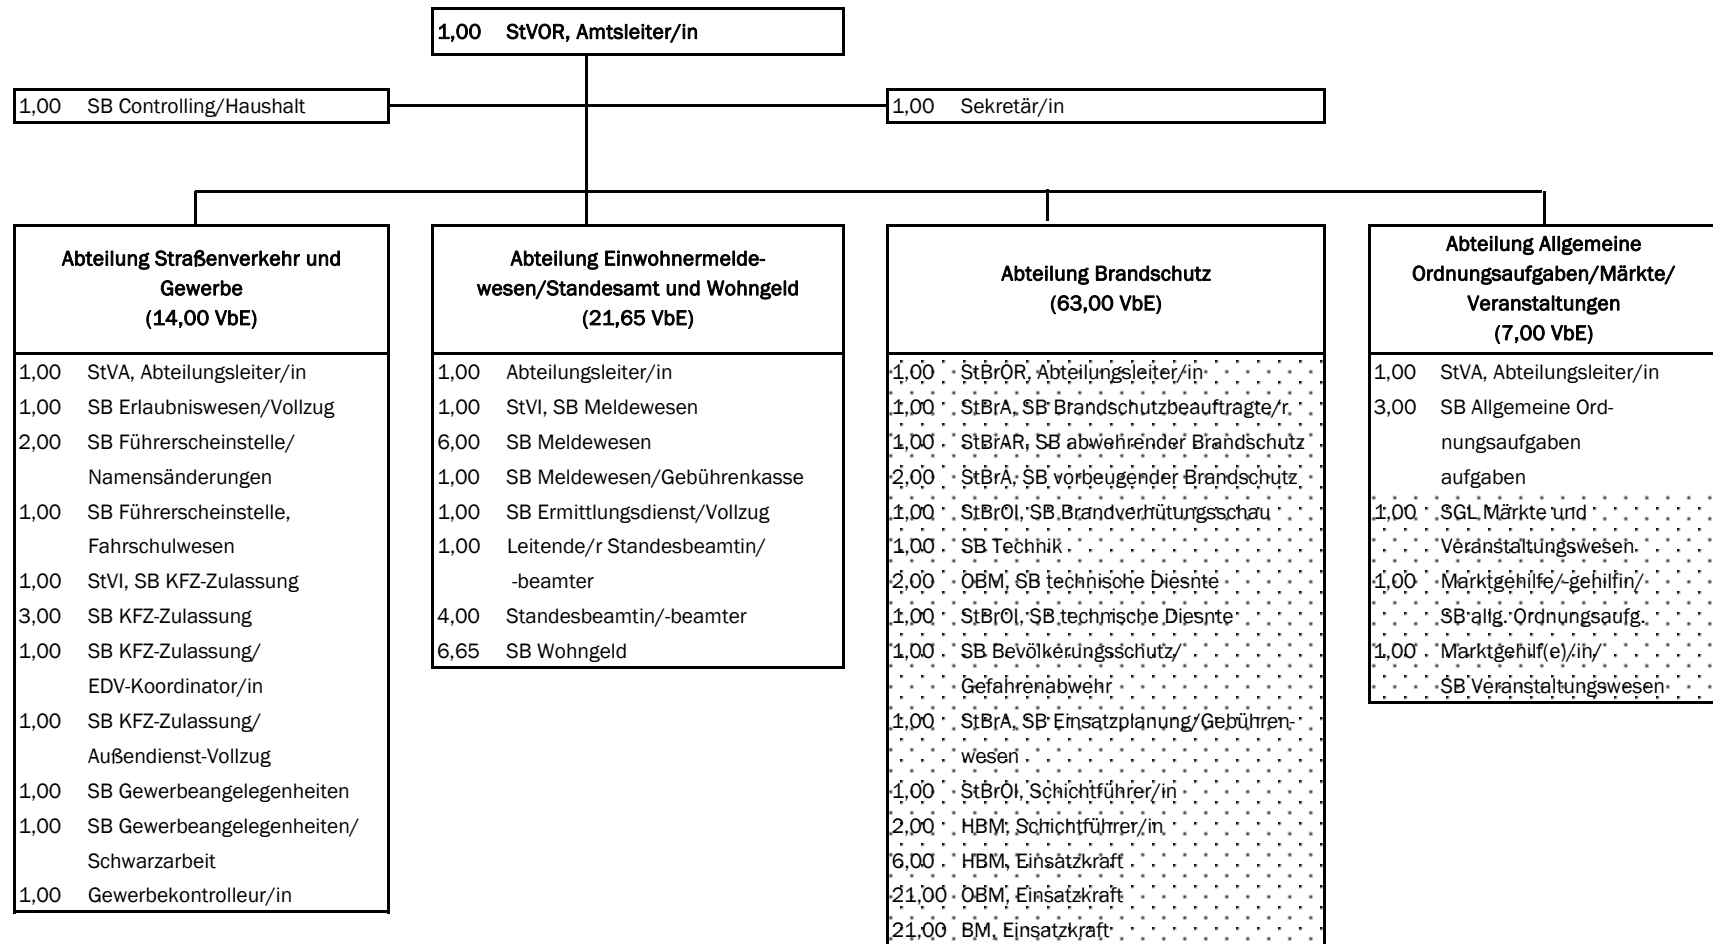 1,00 StVOR, Amtsleiter/in
1,00 SB Controlling/Haushalt
1,00 Sekretär/in
Abteilung Straßenverkehr und
Gewerbe
(14,00 VbE)
1,00 StVA, Abteilungsleiter/in
1,00 SB Erlaubniswesen/Vollzug
2,00 SB Führerscheinstelle/
Namensänderungen
1,00 SB Führerscheinstelle,
Fahrschulwesen
1,00 StVI, SB KFZ-Zulassung
3,00 SB KFZ-Zulassung
1,00 SB KFZ-Zulassung/
EDV-Koordinator/in
1,00 SB KFZ-Zulassung/
Außendienst-Vollzug
1,00 SB Gewerbeangelegenheiten
1,00 SB Gewerbeangelegenheiten/
Schwarzarbeit
1,00 Gewerbekontrolleur/in
Abteilung Einwohnermelde-
wesen/Standesamt und Wohngeld
(21,65 VbE)
1,00 Abteilungsleiter/in
1,00 StVI, SB Meldewesen
6,00 SB Meldewesen
1,00 SB Meldewesen/Gebührenkasse
1,00 SB Ermittlungsdienst/Vollzug
1,00 Leitende/r Standesbeamtin/
-beamter
4,00 Standesbeamtin/-beamter
6,65 SB Wohngeld
Abteilung Brandschutz
(63,00 VbE)
1,00 StBrOR, Abteilungsleiter/in
1,00 StBrA, SB Brandschutzbeauftragte/r
1,00 StBrAR, SB abwehrender Brandschutz
2,00 StBrA, SB vorbeugender Brandschutz
1,00 StBrOI, SB Brandverhütungsschau
1,00 SB Technik
2,00 OBM, SB technische Diesnte
1,00 StBrOI, SB technische Diesnte
1,00 SB Bevölkerungsschutz/
Gefahrenabwehr
1,00 StBrA, SB Einsatzplanung/Gebühren-
wesen
1,00 StBrOI, Schichtführer/in
2,00 HBM, Schichtführer/in
6,00 HBM, Einsatzkraft
21,00 OBM, Einsatzkraft
21,00 BM, Einsatzkraft
Abteilung Allgemeine
Ordnungsaufgaben/Märkte/
Veranstaltungen
(7,00 VbE)
1,00 StVA, Abteilungsleiter/in
3,00 SB Allgemeine Ord-
nungsaufgaben
aufgaben
1,00 SGL Märkte und
Veranstaltungswesen
1,00 Marktgehilfe/-gehilfin/
SB allg. Ordnungsaufg.
1,00 Marktgehilf(e)/in/
SB Veranstaltungswesen